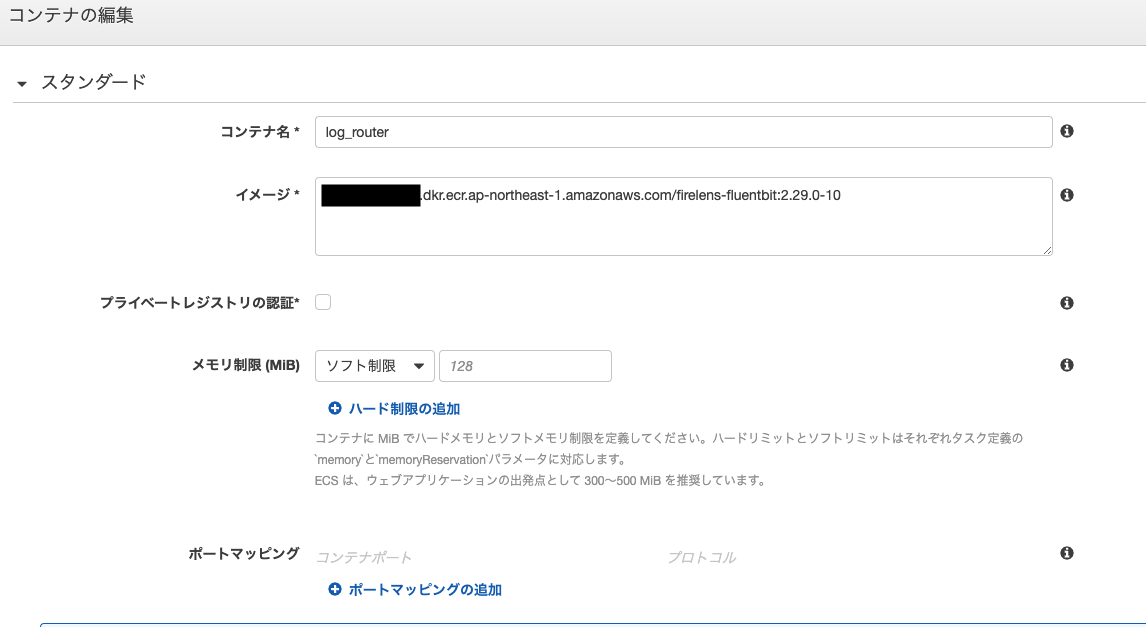 コンテナの編集
スタンダード
コンテナ名 *
log_router
イメージ *
.dkr.ecr.ap-northeast-1.amazonaws.com/firelens-fluentbit:2.29.0-10
プライベートレジストリの認証*
メモリ制限 (MiB)
ソフト制限
128
ハード制限の追加
コンテナに MiB でハードメモリとソフトメモリ制限を定義してください。ハードリミットとソフトリミットはそれぞれタスク定義の
`memory`と`memoryReservation`パラメータに対応します。
ECS は、ウェブアプリケーションの出発点として 300〜500 MiB を推奨しています。
ポートマッピング
コンテナポート
プロトコル
ポートマッピングの追加